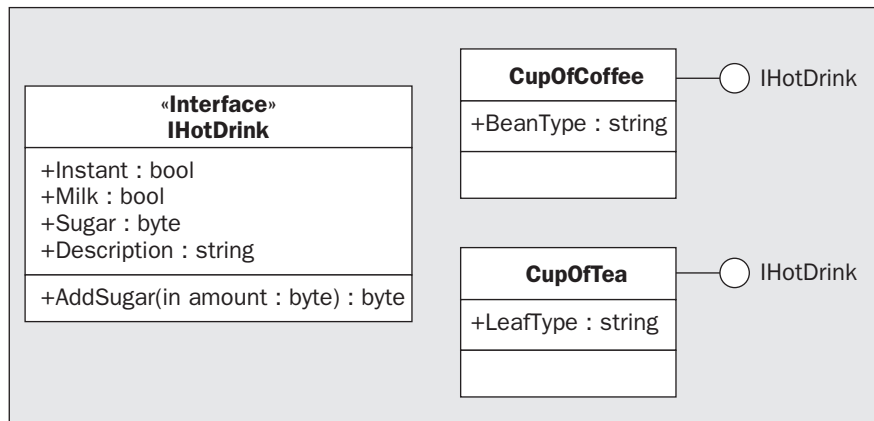 «Interface»
IHotDrink
+Instant : bool
+Milk : bool
+Sugar : byte
+Description : string
+AddSugar(in amount : byte) : byte
CupOfCoffee
+BeanType : string
IHotDrink
CupOfTea
+LeafType : string
IHotDrink